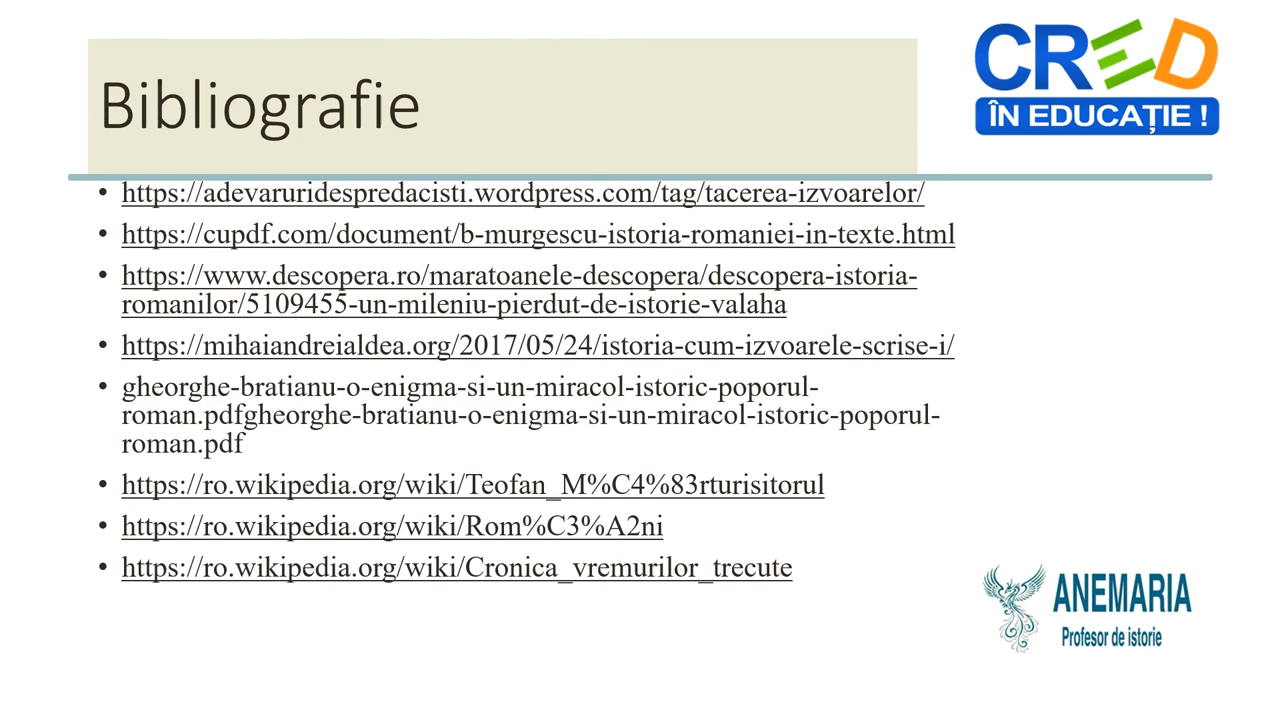 Bibliografie
CRED
ÎN EDUCAȚIE !
• https://adevaruridespredacisti.wordpress.com/tag/tacerea-izvoarelor/
• https://cupdf.com/document/b-murgescu-istoria-romaniei-in-texte.html
• https://www.descopera.ro/maratoanele-descopera/descopera-istoria-
romanilor/5109455-un-mileniu-pierdut-de-istorie-valaha
• https://mihaiandreialdea.org/2017/05/24/istoria-cum-izvoarele-scrise-i/
• gheorghe-bratianu-o-enigma-si-un-miracol-istoric-poporul-
roman.pdfgheorghe-bratianu-o-enigma-si-un-miracol-istoric-poporul-
roman.pdf
• https://ro.wikipedia.org/wiki/Teofan_M%C4%83rturisitorul
• https://ro.wikipedia.org/wiki/Rom%C3%A2ni
• https://ro.wikipedia.org/wiki/Cronica_vremurilor_trecute
ANEMARIA
Profesor de istorie